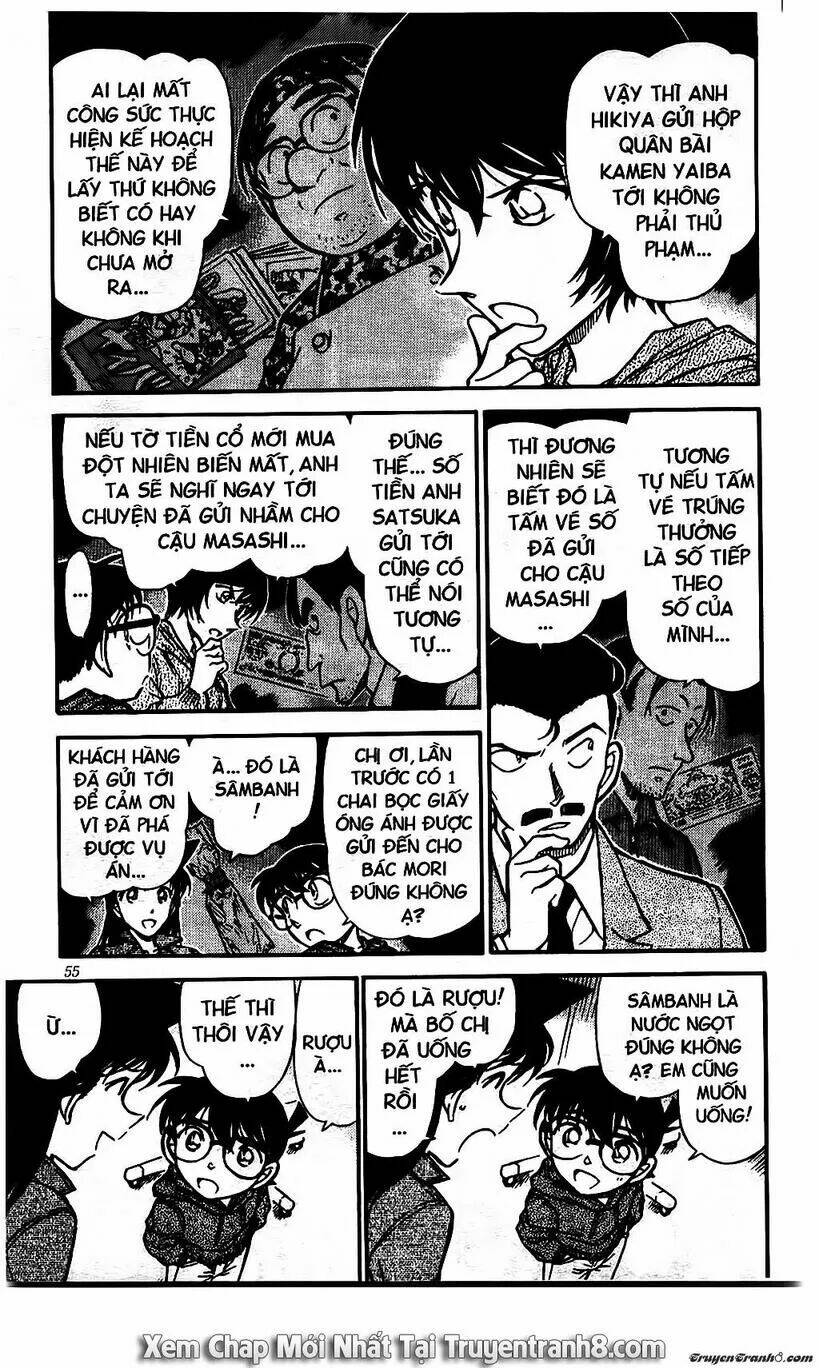 VẬY THÌ ANH
HIKIYA GỬI HỘP
QUÂN BÀI
KAMEN YAIBA
TỚI KHÔNG
PHẢI THỦ
PHẠM...
AI LẠI MẤT
CÔNG SỨC THỰC
HIỆN KẾ HOẠCH
THẾ NÀY ĐỂ
LẤY THỨ KHÔNG
BIẾT CÓ HAY
KHÔNG KHI
CHƯA MỞ
RA...
TƯƠNG
TỰ NẾU TẤM
VÉ TRÚNG
THƯỞNG
LÀ SỐ TIẾP
THEO
SỐ CỦA
MÌNH...
THÌ ĐƯƠNG
NHIÊN SẼ
BIẾT ĐÓ LÀ
TẤM VÉ SỐ
ĐÃ GỬI
CHO CẬU
MASASHI
...
ĐÚNG
THẾ... SỐ
TIỀN ANH
SATSUKA
GỬI TỚI
CŨNG CÓ
THỂ NÓI
TƯƠNG
TỰ...
NẾU TỜ TIỀN CỔ MỚI MUA
ĐỘT NHIÊN BIẾN MẤT, ANH
TA SẼ NGHĨ NGAY TỚI
CHUYỆN ĐÃ GỬI NHẦM CHO
CẬU MASASHI...
...
CHỊ ƠI, LẦN
TRƯỚC CÓ 1
CHAI BỌC GIẤY
ÓNG ÁNH ĐƯỢC
GỬI ĐẾN CHO
BÁC MORI
ĐÚNG KHÔNG
Ạ?
À... ĐÓ LÀ
SÂMBANH
!
KHÁCH HÀNG
ĐÃ GỬI TỚI
ĐỂ CẢM ƠN
VÌ ĐÃ PHÁ
ĐƯỢC VỤ
ÁN...
55
SÂMBANH LÀ
NƯỚC NGỌT
ĐÚNG KHÔNG
Ạ? EM CŨNG
MUỐN
UỐNG!
ĐÓ LÀ RƯỢU!
MÀ BỐ CHỊ
ĐÃ UỐNG
HẾT
RỒI
...
RƯỢU
À...
THẾ THÌ
THÔI VẬY
...
Ừ...
Xem Chap Mới Nhất Tại Truyentranh8.com
TruyenTranh8.com